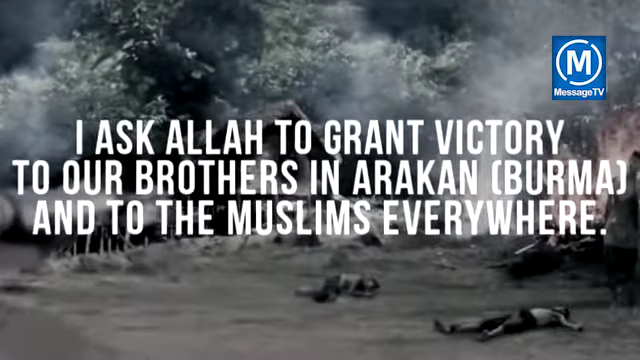 M
MessageTV
I ASK ALLAH TO GRANT VICTORY
TO OUR BROTHERS IN ARAKAN (BURMA)
AND TO THE MUSLIMS EVERYWHERE.